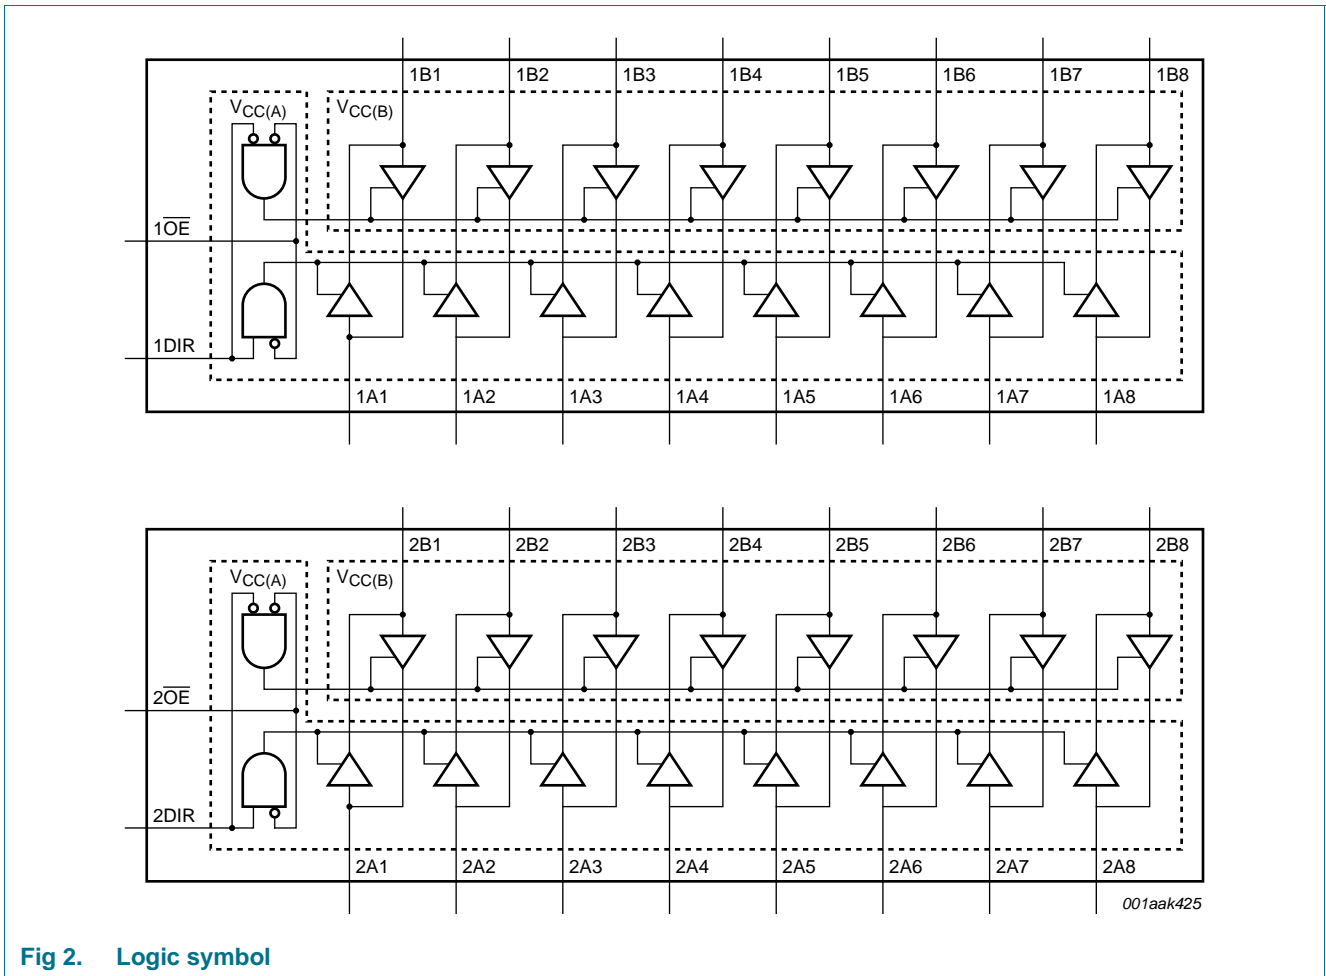 1B1 1B2 1B3 1B4 1B5 1B6 1B7 1B8
VCC(A) VCC(B)
1O̅E̅
1DIR
1A1 1A2 1A3 1A4 1A5 1A6 1A7 1A8
2B1 2B2 2B3 2B4 2B5 2B6 2B7 2B8
VCC(A) VCC(B)
2O̅E̅
2DIR
2A1 2A2 2A3 2A4 2A5 2A6 2A7 2A8
001aak425
Fig 2. Logic symbol